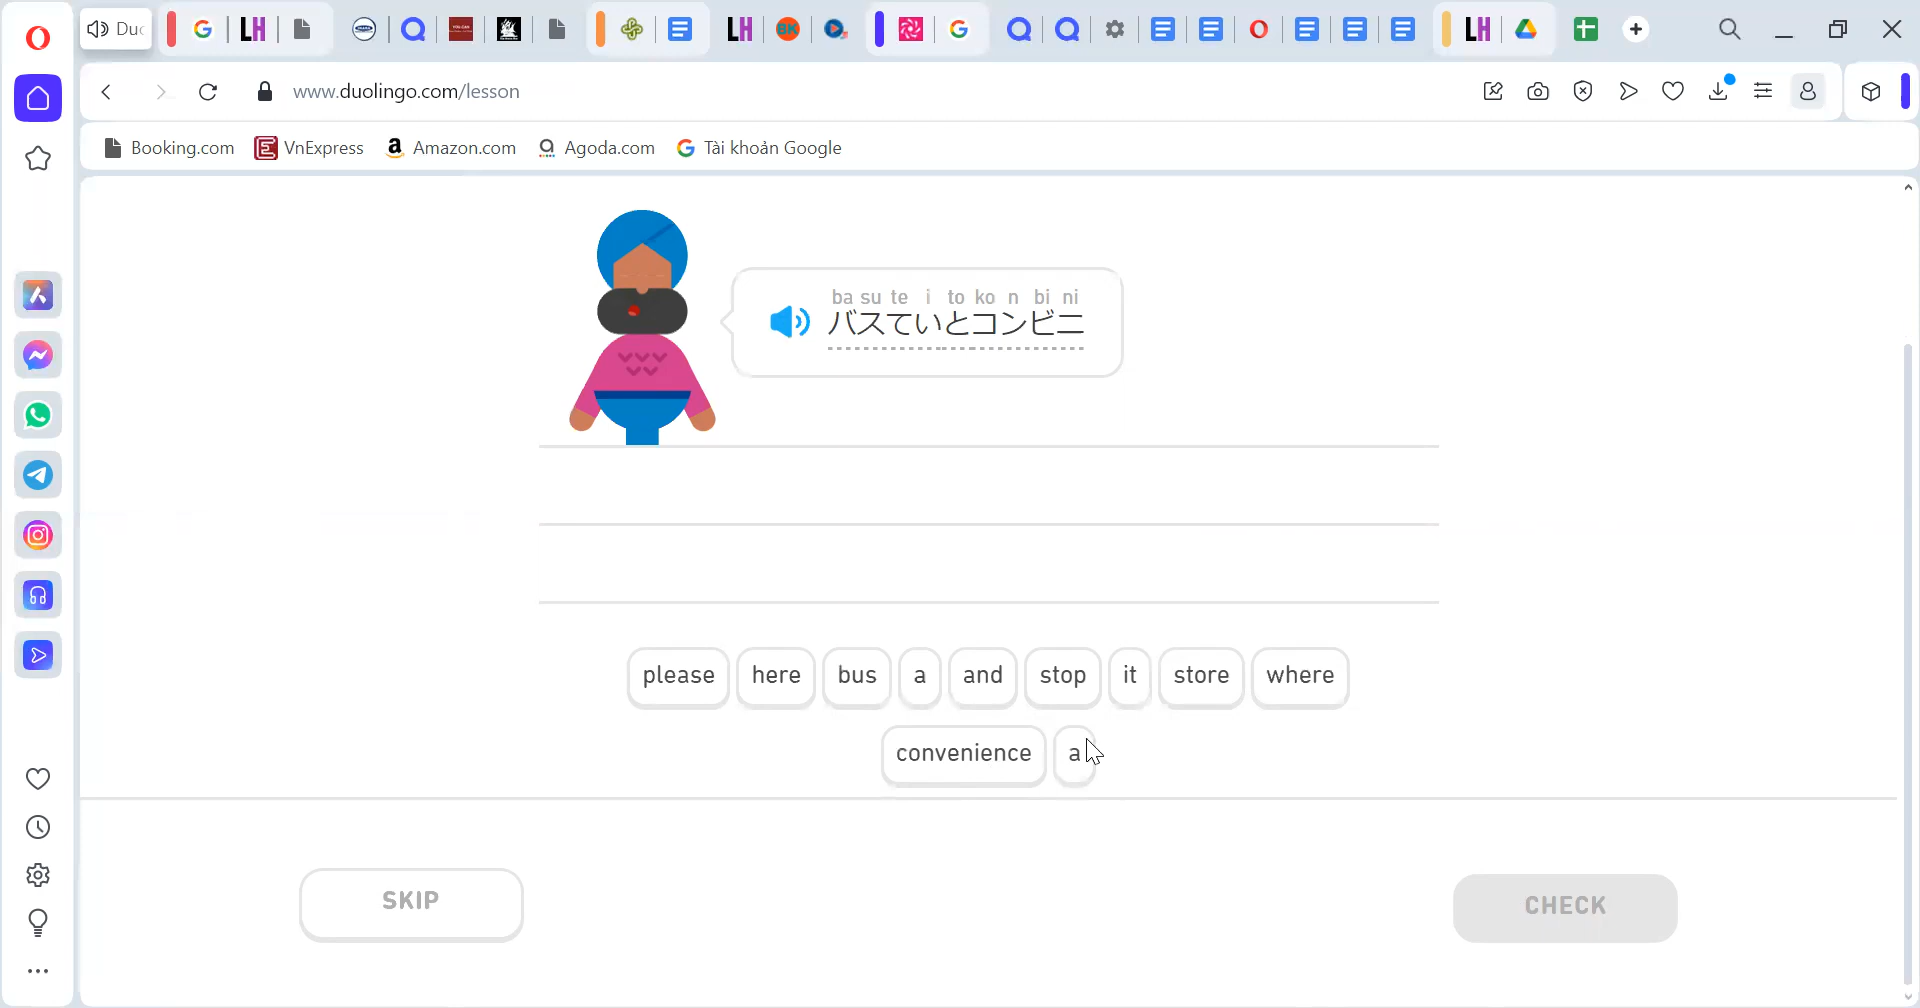 Duc
www.duolingo.com/lesson
Booking.com VnExpress Amazon.com Agoda.com Tài khoản Google
ba su te i to ko n bi ni
バスていとコンビニ
please here bus a and stop it store where
convenience a
SKIP CHECK